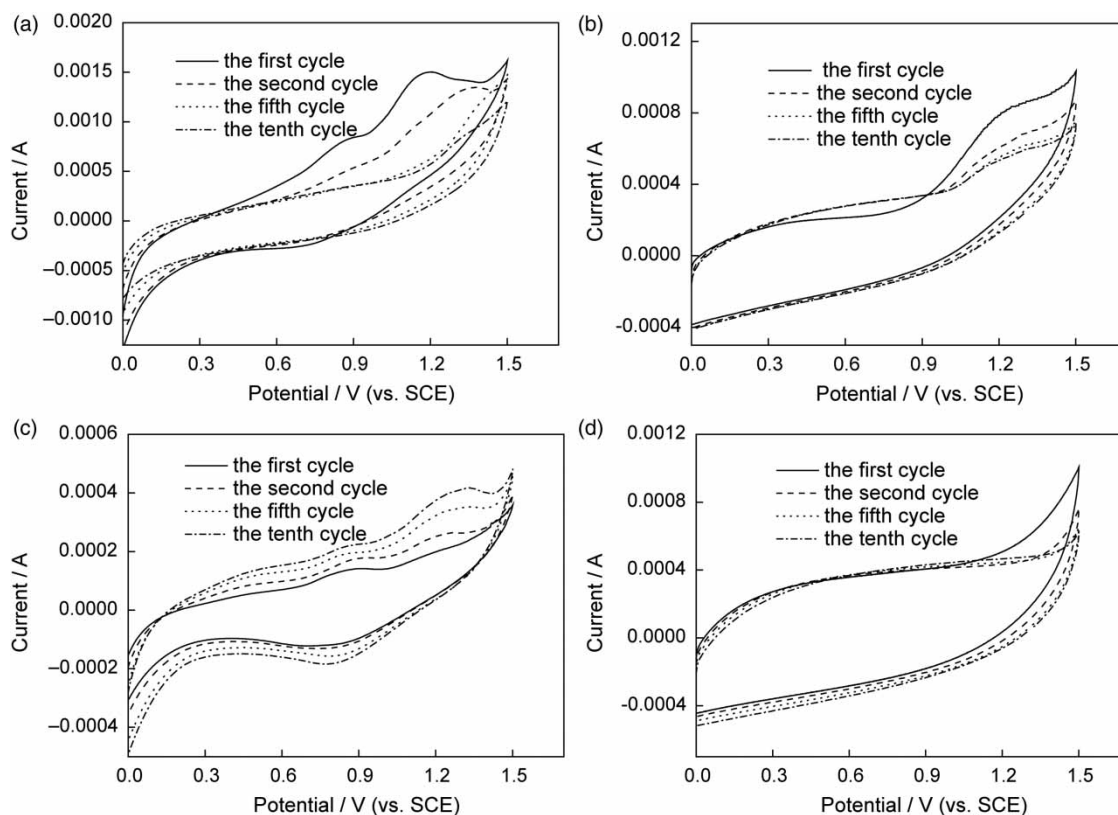 (a)
0.0020
0.0015
0.0010
0.0005
0.0000
–0.0005
–0.0010
the first cycle
the second cycle
the fifth cycle
the tenth cycle
Current / A
0.0 0.3 0.6 0.9 1.2 1.5
Potential / V (vs. SCE)
(b)
0.0012
0.0008
0.0004
0.0000
-0.0004
the first cycle
the second cycle
the fifth cycle
the tenth cycle
Current / A
0.0 0.3 0.6 0.9 1.2 1.5
Potential / V (vs. SCE)
(c)
0.0006
0.0004
0.0002
0.0000
–0.0002
–0.0004
the first cycle
the second cycle
the fifth cycle
the tenth cycle
Current / A
0.0 0.3 0.6 0.9 1.2 1.5
Potential / V (vs. SCE)
(d)
0.0012
0.0008
0.0004
0.0000
-0.0004
the first cycle
the second cycle
the fifth cycle
the tenth cycle
Current / A
0.0 0.3 0.6 0.9 1.2 1.5
Potential / V (vs. SCE)